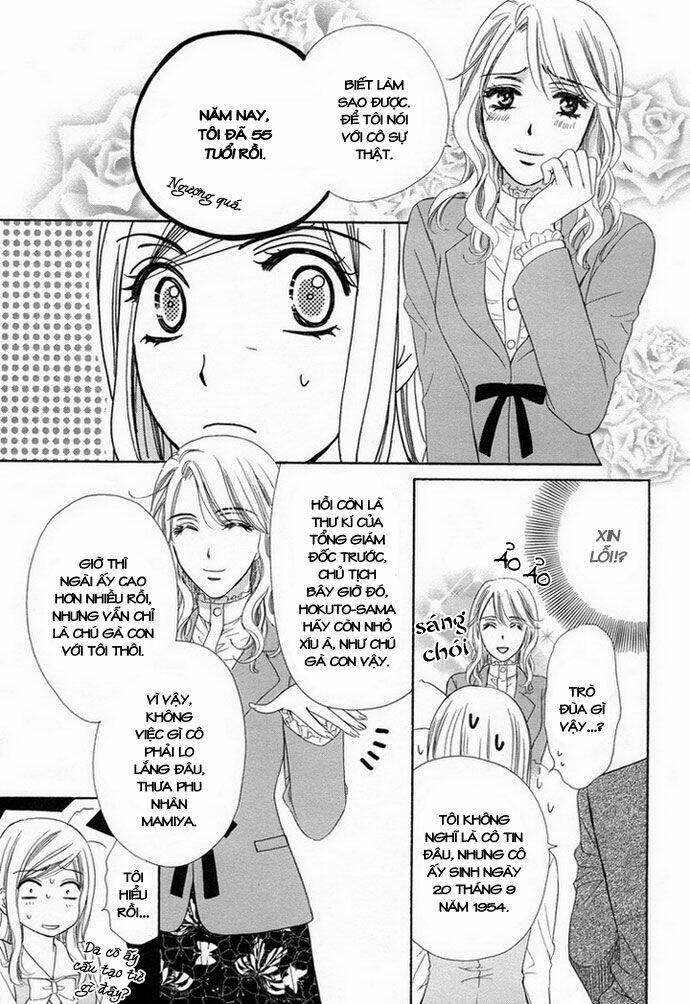 BIẾT LÀM
SAO ĐƯỢC.
ĐỂ TÔI NÓI
VỚI CÔ SỰ
THẬT.
NĂM NAY,
TÔI ĐÃ 55
TUỔI RỒI.
Ngượng quá
XIN
LỖI!?
ảo ảo
sáng
chói
TRÒ
ĐÙA GÌ
VẬY...?
TÔI KHÔNG
NGHĨ LÀ CÔ TIN
ĐÂU, NHƯNG CÔ
ẤY SINH NGÀY
20 THÁNG 9
NĂM 1954.
HỒI CÒN LÀ
THƯ KÍ CỦA
TỔNG GIÁM
ĐỐC TRƯỚC,
CHỦ TỊCH
BÂY GIỜ ĐÓ,
HOKUTO-SAMA
HÃY CÒN NHỎ
XÍU À, NHƯ CHÚ
GÀ CON VẬY.
GIỜ THÌ
NGÀI ẤY CAO
HƠN NHIỀU RỒI,
NHƯNG VẪN CHỈ
LÀ CHÚ GÀ CON
VỚI TÔI THÔI.
VÌ VẬY,
KHÔNG
VIỆC GÌ CÔ
PHẢI LO
LẮNG ĐÂU,
THƯA PHU
NHÂN
MAMIYA.
TÔI
HIỂU
RỒI...
Da cô ấy
cấu tạo từ
gì đây?